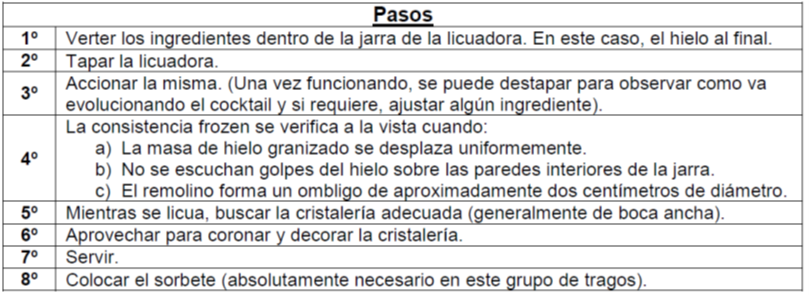 Pasos
1º Verter los ingredientes dentro de la jarra de la licuadora. En este caso, el hielo al final.
2º Tapar la licuadora.
3º Accionar la misma. (Una vez funcionando, se puede destapar para observar como va
evolucionando el cocktail y si requiere, ajustar algún ingrediente).
4º La consistencia frozen se verifica a la vista cuando:
a) La masa de hielo granizado se desplaza uniformemente.
b) No se escuchan golpes del hielo sobre las paredes interiores de la jarra.
c) El remolino forma un ombligo de aproximadamente dos centímetros de diámetro.
5º Mientras se licua, buscar la cristalería adecuada (generalmente de boca ancha).
6º Aprovechar para coronar y decorar la cristalería.
7º Servir.
8º Colocar el sorbete (absolutamente necesario en este grupo de tragos).